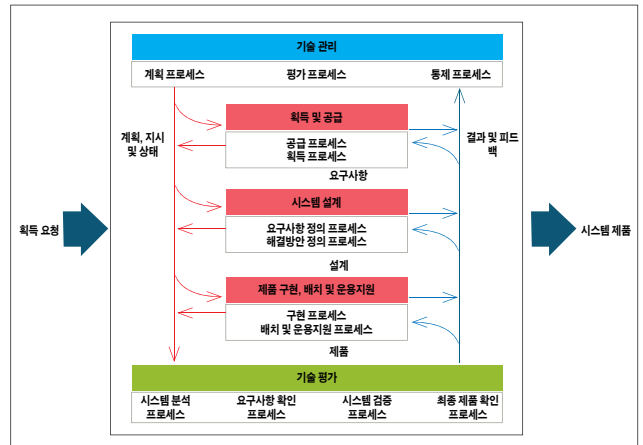 기술 관리
계획 프로세스
평가 프로세스
통제 프로세스
획득 및 공급
공급 프로세스
획득 프로세스
계획, 지시
및 상태
결과 및 피드
백
요구사항
시스템 설계
요구사항 정의 프로세스
해결방안 정의 프로세스
획득 요청
시스템 제품
설계
제품 구현, 배치 및 운용지원
구현 프로세스
배치 및 운용지원 프로세스
제품
기술 평가
시스템 분석
프로세스
요구사항 확인
프로세스
시스템 검증
프로세스
최종 제품 확인
프로세스